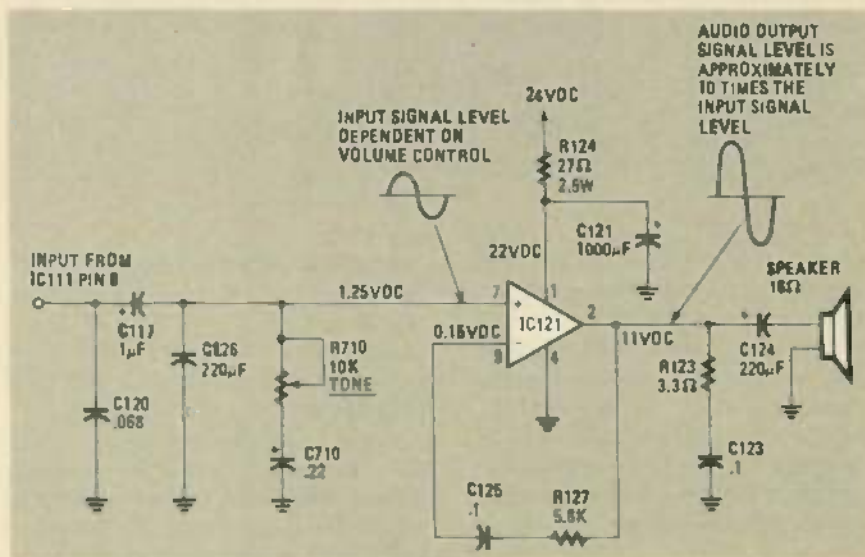 AUDIO OUTPUT
SIGNAL LEVEL IS
APPROXIMATELY
10 TIMES THE
INPUT SIGNAL
LEVEL
24VDC
INPUT SIGNAL LEVEL
DEPENDENT ON
VOLUME CONTROL
R124
27Ω
2.5W
C121
1000µF
+
22VDC
INPUT FROM
IC111 PIN 8
SPEAKER
16Ω
1.25VDC
7
+
1
IC121
2
0.15VDC
-
4
11VDC
+
C117
1µF
C126
220µF
R710
10K
TONE
R123
3.3Ω
+
C124
220µF
C120
.068
+
C710
.22
C123
.1
C125
.1
R127
5.6K